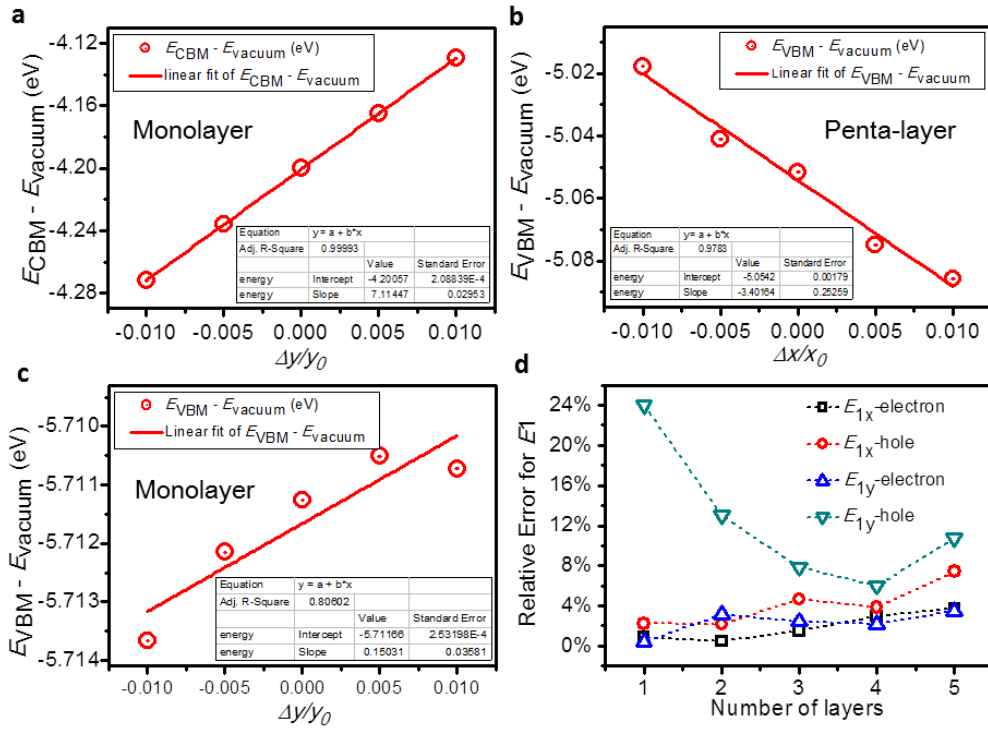 a
E_CBM - E_vacuum (eV)
-4.12
-4.16
-4.20
-4.24
-4.28
E_CBM - E_vacuum (eV)
linear fit of E_CBM - E_vacuum
Monolayer
Equation y = a + b*x
Adj. R-Square 0.99993
Value Standard Error
energy Intercept -4.20057 2.08839E-4
energy Slope 7.11447 0.02953
-0.010 -0.005 0.000 0.005 0.010
Δy/y0
b
E_VBM - E_vacuum (eV)
-5.02
-5.04
-5.06
-5.08
E_VBM - E_vacuum (eV)
Linear fit of E_VBM - E_vacuum
Penta-layer
Equation y = a + b*x
Adj. R-Square 0.9783
Value Standard Error
energy Intercept -5.0542 0.00179
energy Slope -3.40164 0.25259
-0.010 -0.005 0.000 0.005 0.010
Δx/x0
c
E_VBM - E_vacuum (eV)
-5.710
-5.711
-5.712
-5.713
-5.714
E_VBM - E_vacuum (eV)
Linear fit of E_VBM - E_vacuum
Monolayer
Equation y = a + b*x
Adj. R-Square 0.80602
Value Standard Error
energy Intercept -5.71166 2.53198E-4
energy Slope 0.15031 0.03581
-0.010 -0.005 0.000 0.005 0.010
Δy/y0
d
Relative Error for E1
24%
20%
16%
12%
8%
4%
0%
E1x-electron
E1x-hole
E1y-electron
E1y-hole
1 2 3 4 5
Number of layers